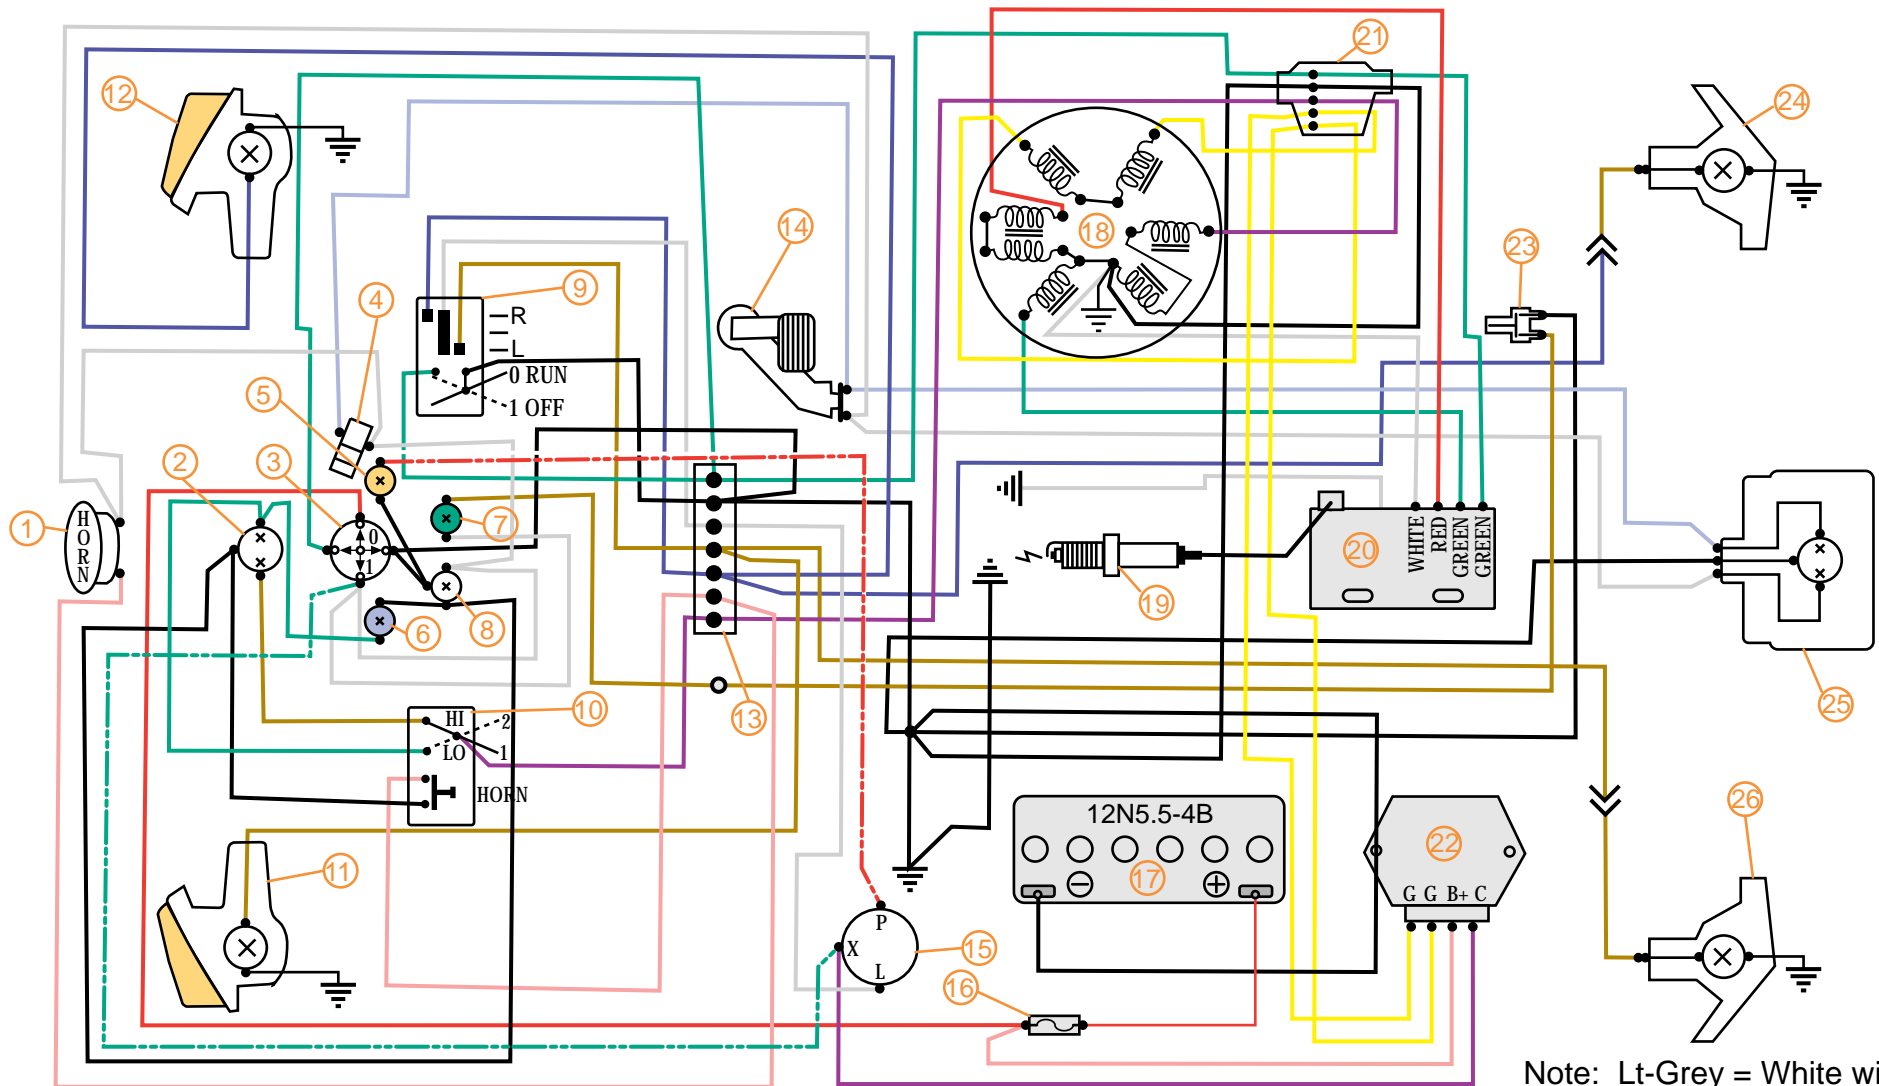 21
12
24
18
14
23
9
R
L
0 RUN
1 OFF
4
5
2
3
7
1
HORN
0
1
6
8
20
WHITE
RED
GREEN
GREEN
19
25
10
HI
2
LO
1
HORN
13
12N5.5-4B
17
22
G G B+ C
26
11
P
X
L
15
16
Note: Lt-Grey = White wi